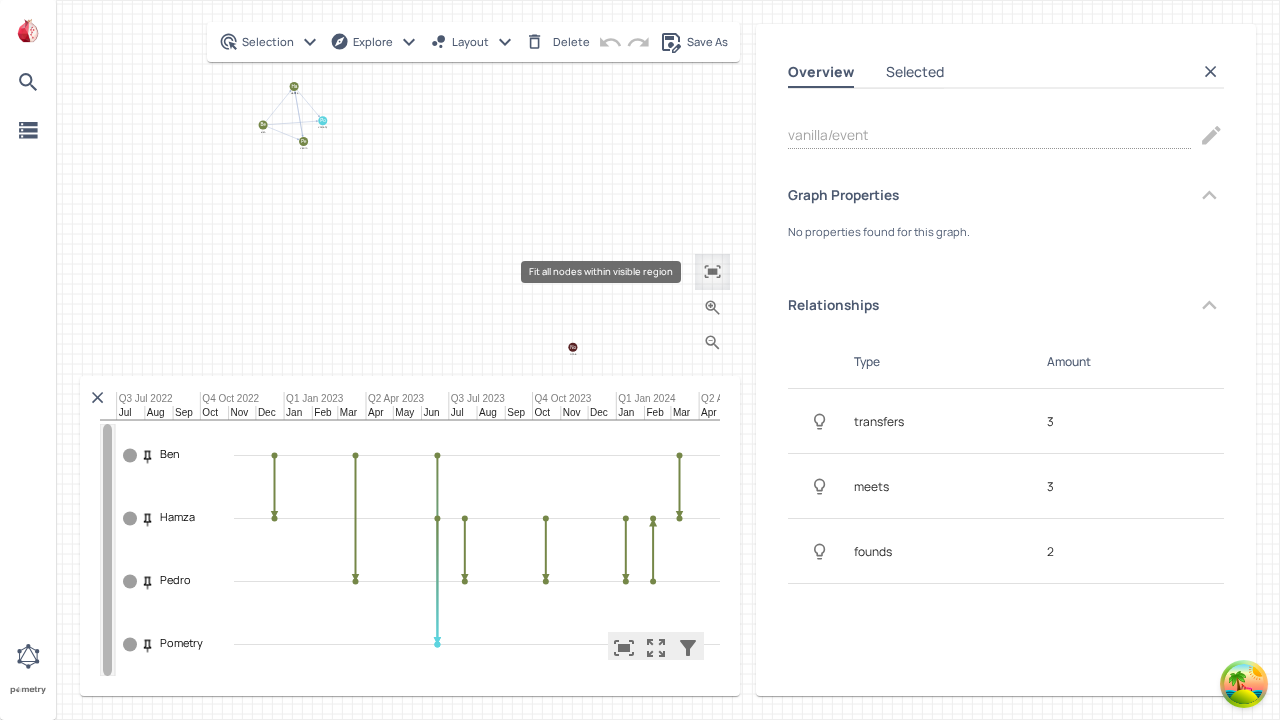 Selection
Explore
Layout
Delete
Save As
Fit all nodes within visible region
Q3 Jul 2022 Q4 Oct 2022 Q1 Jan 2023 Q2 Apr 2023 Q3 Jul 2023 Q4 Oct 2023 Q1 Jan 2024 Q2
Jul Aug Sep Oct Nov Dec Jan Feb Mar Apr May Jun Jul Aug Sep Oct Nov Dec Jan Feb Mar Apr
Ben
Hamza
Pedro
Pometry
pometry
Overview
Selected
vanilla/event
Graph Properties
No properties found for this graph.
Relationships
Type Amount
transfers 3
meets 3
founds 2